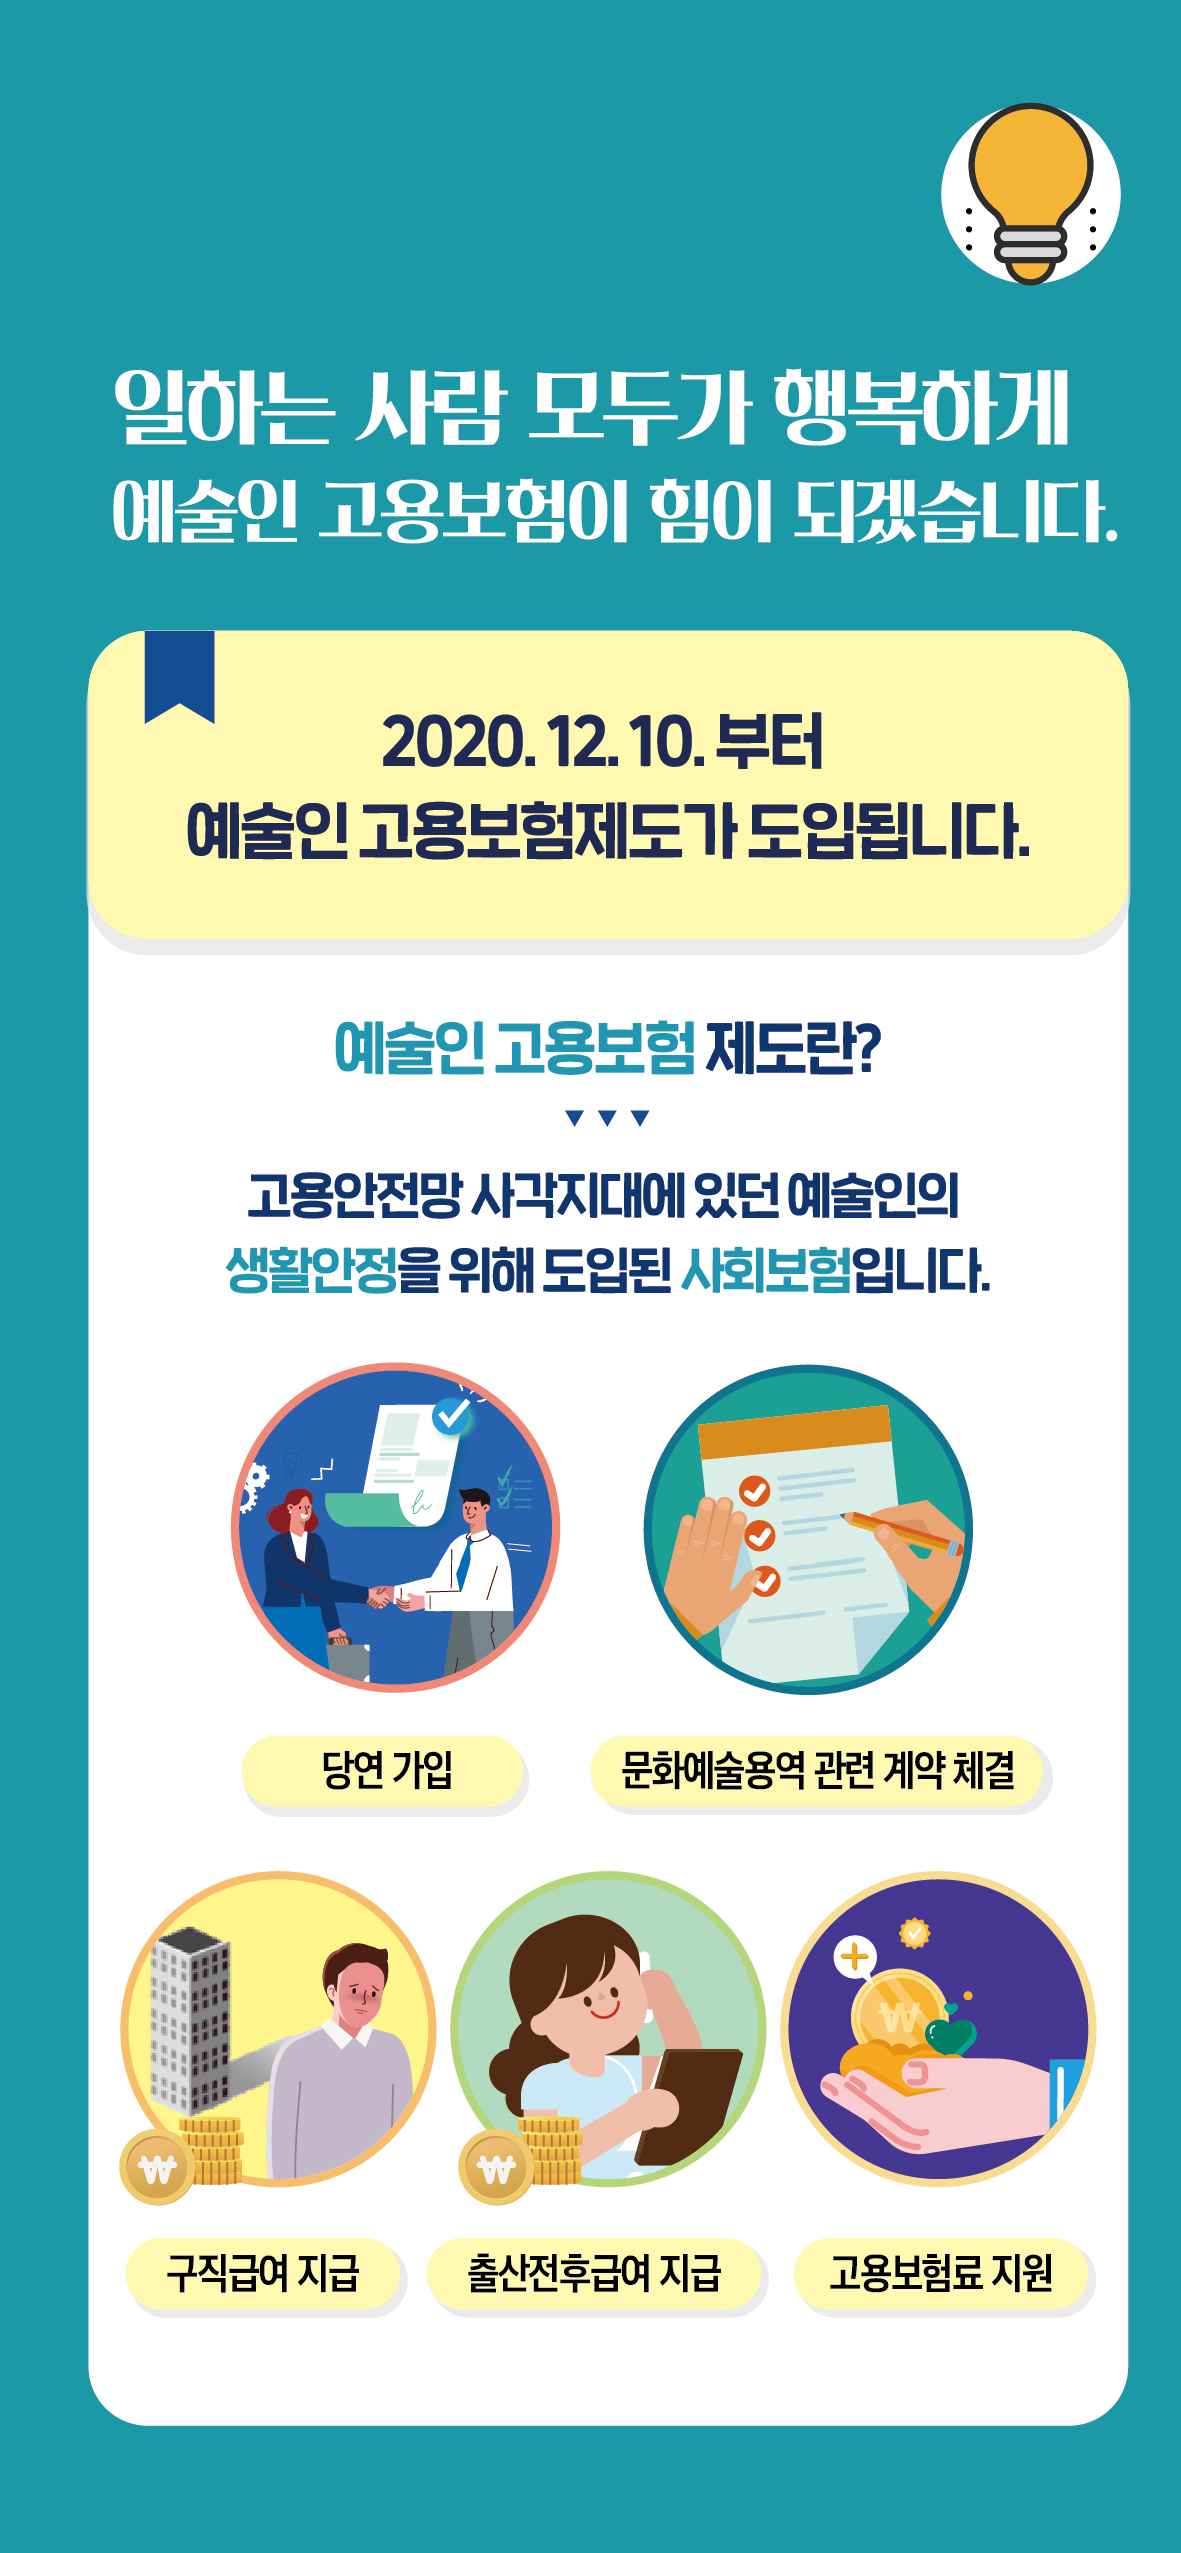 일하는 사람 모두가 행복하게
예술인 고용보험이 힘이 되겠습니다.
2020. 12. 10. 부터
예술인 고용보험제도가 도입됩니다.
예술인 고용보험 제도란?
고용안전망 사각지대에 있던 예술인의
생활안정을 위해 도입된 사회보험입니다.
당연 가입
문화예술용역 관련 계약 체결
구직급여 지급
출산전후급여 지급
고용보험료 지원